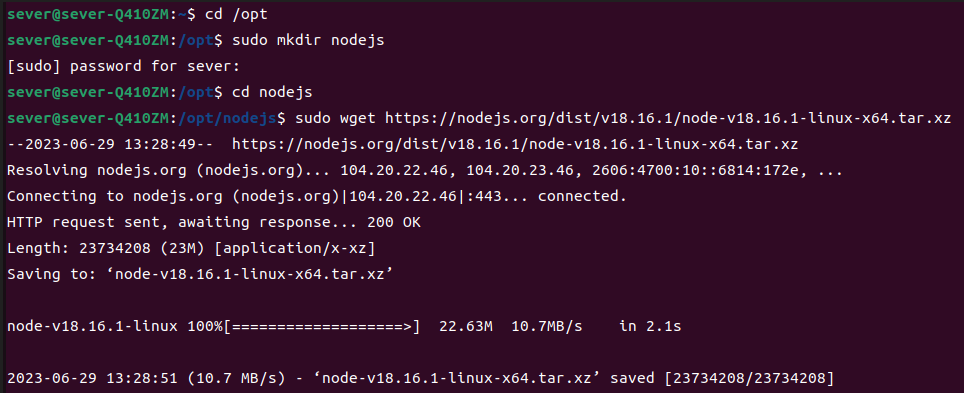 sever@sever-Q410ZM:~$ cd /opt
sever@sever-Q410ZM:/opt$ sudo mkdir nodejs
[sudo] password for sever:
sever@sever-Q410ZM:/opt$ cd nodejs
sever@sever-Q410ZM:/opt/nodejs$ sudo wget https://nodejs.org/dist/v18.16.1/node-v18.16.1-linux-x64.tar.xz
--2023-06-29 13:28:49--  https://nodejs.org/dist/v18.16.1/node-v18.16.1-linux-x64.tar.xz
Resolving nodejs.org (nodejs.org)... 104.20.22.46, 104.20.23.46, 2606:4700:10::6814:172e, ...
Connecting to nodejs.org (nodejs.org)|104.20.22.46|:443... connected.
HTTP request sent, awaiting response... 200 OK
Length: 23734208 (23M) [application/x-xz]
Saving to: ‘node-v18.16.1-linux-x64.tar.xz’
node-v18.16.1-linux 100%[===================>]  22.63M  10.7MB/s    in 2.1s
2023-06-29 13:28:51 (10.7 MB/s) - ‘node-v18.16.1-linux-x64.tar.xz’ saved [23734208/23734208]